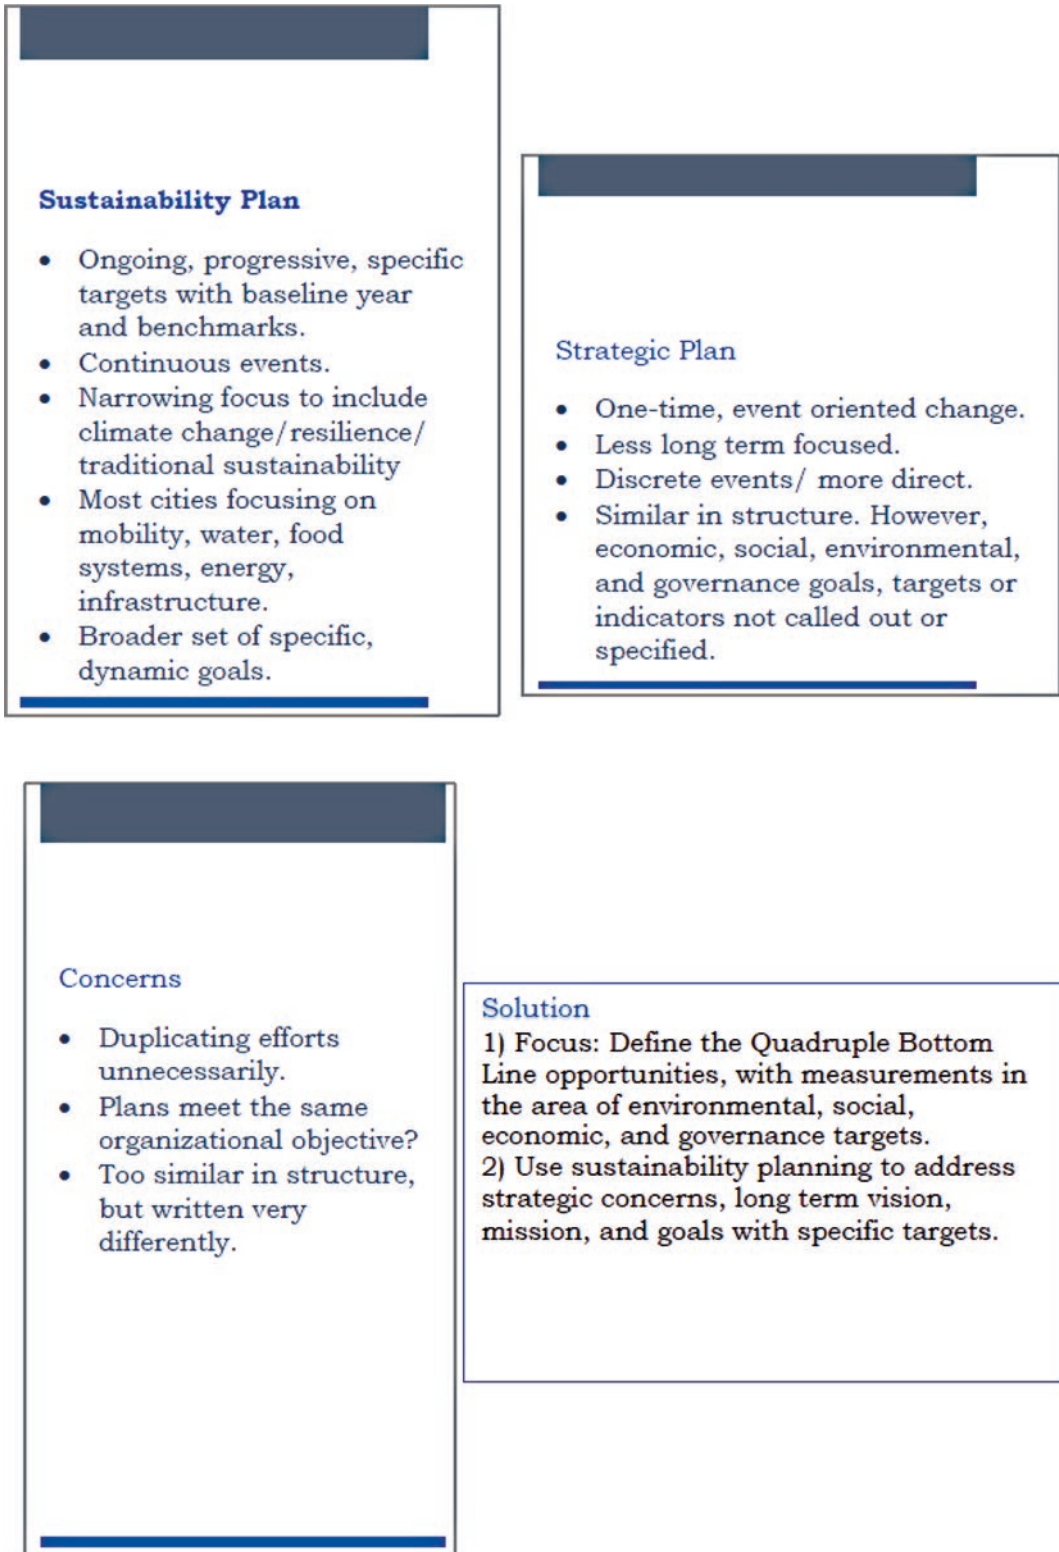 Sustainability Plan
• Ongoing, progressive, specific
targets with baseline year
and benchmarks.
• Continuous events.
• Narrowing focus to include
climate change/resilience/
traditional sustainability
• Most cities focusing on
mobility, water, food
systems, energy,
infrastructure.
• Broader set of specific,
dynamic goals.
Strategic Plan
• One-time, event oriented change.
• Less long term focused.
• Discrete events/ more direct.
• Similar in structure. However,
economic, social, environmental,
and governance goals, targets or
indicators not called out or
specified.
Concerns
• Duplicating efforts
unnecessarily.
• Plans meet the same
organizational objective?
• Too similar in structure,
but written very
differently.
Solution
1) Focus: Define the Quadruple Bottom
Line opportunities, with measurements in
the area of environmental, social,
economic, and governance targets.
2) Use sustainability planning to address
strategic concerns, long term vision,
mission, and goals with specific targets.